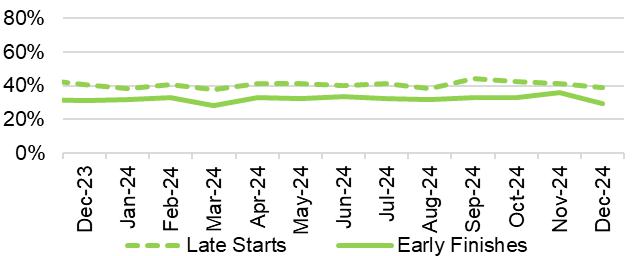 80%
60%
40%
20%
0%
Dec-23
Jan-24
Feb-24
Mar-24
Apr-24
May-24
Jun-24
Jul-24
Aug-24
Sep-24
Oct-24
Nov-24
Dec-24
Late Starts
Early Finishes